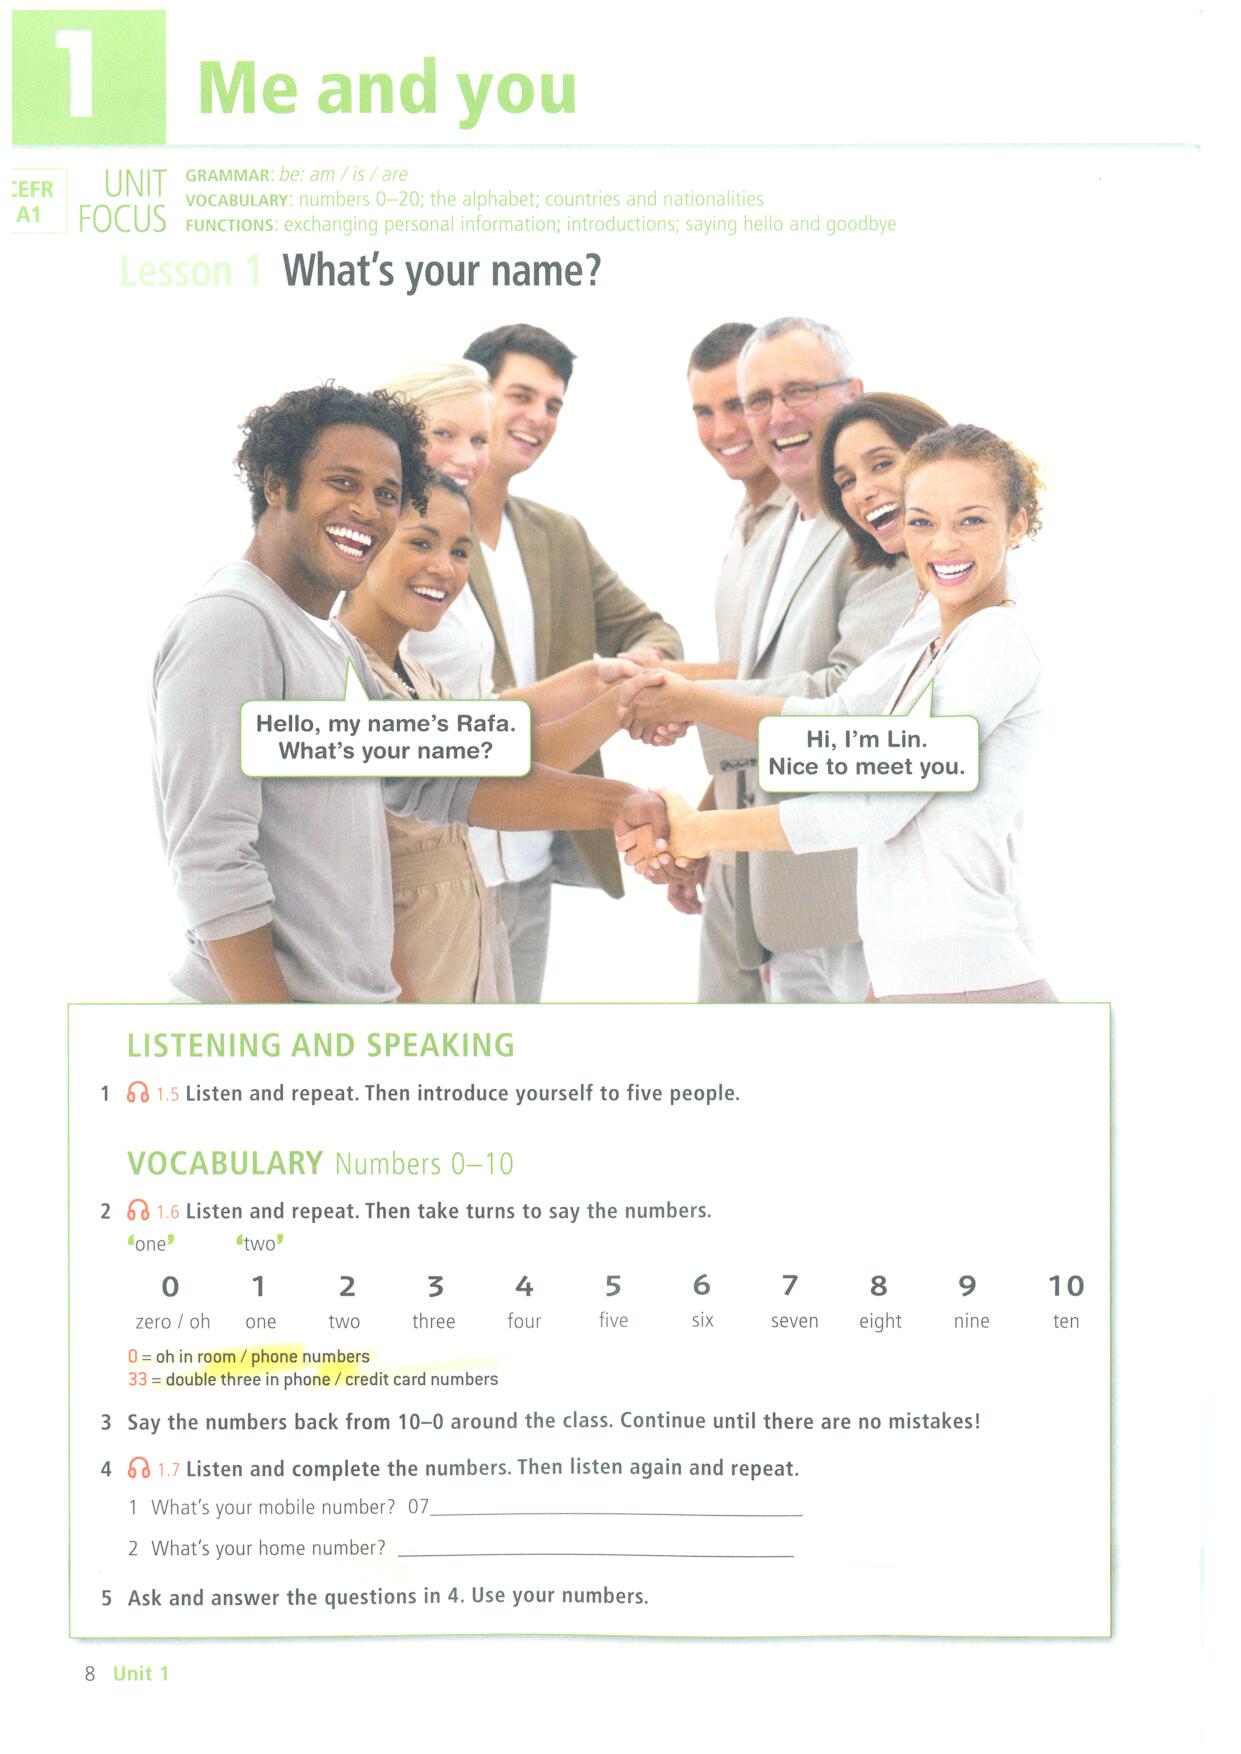 1
Me and you
CEFR
A1
UNIT
FOCUS
GRAMMAR: be: am / is / are
VOCABULARY: numbers 0–20; the alphabet; countries and nationalities
FUNCTIONS: exchanging personal information; introductions; saying hello and goodbye
Lesson 1 What's your name?
Hello, my name's Rafa.
What's your name?
Hi, I'm Lin.
Nice to meet you.
LISTENING AND SPEAKING
1 1.5 Listen and repeat. Then introduce yourself to five people.
VOCABULARY Numbers 0–10
2 1.6 Listen and repeat. Then take turns to say the numbers.
‘one’ ‘two’
0 1 2 3 4 5 6 7 8 9 10
zero / oh one two three four five six seven eight nine ten
0 = oh in room / phone numbers
33 = double three in phone / credit card numbers
3 Say the numbers back from 10–0 around the class. Continue until there are no mistakes!
4 1.7 Listen and complete the numbers. Then listen again and repeat.
1 What's your mobile number? 07
2 What's your home number?
5 Ask and answer the questions in 4. Use your numbers.
8 Unit 1